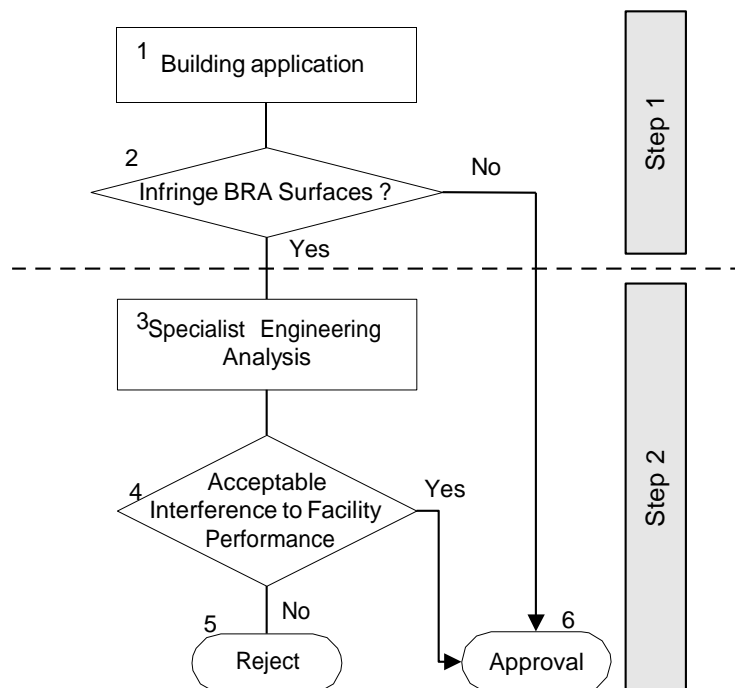 1
Building application
Step 1
2
No
Infringe BRA Surfaces ?
Yes
3
Specialist Engineering
Analysis
Step 2
4
Acceptable
Interference to Facility
Performance
Yes
No
5
Reject
6
Approval